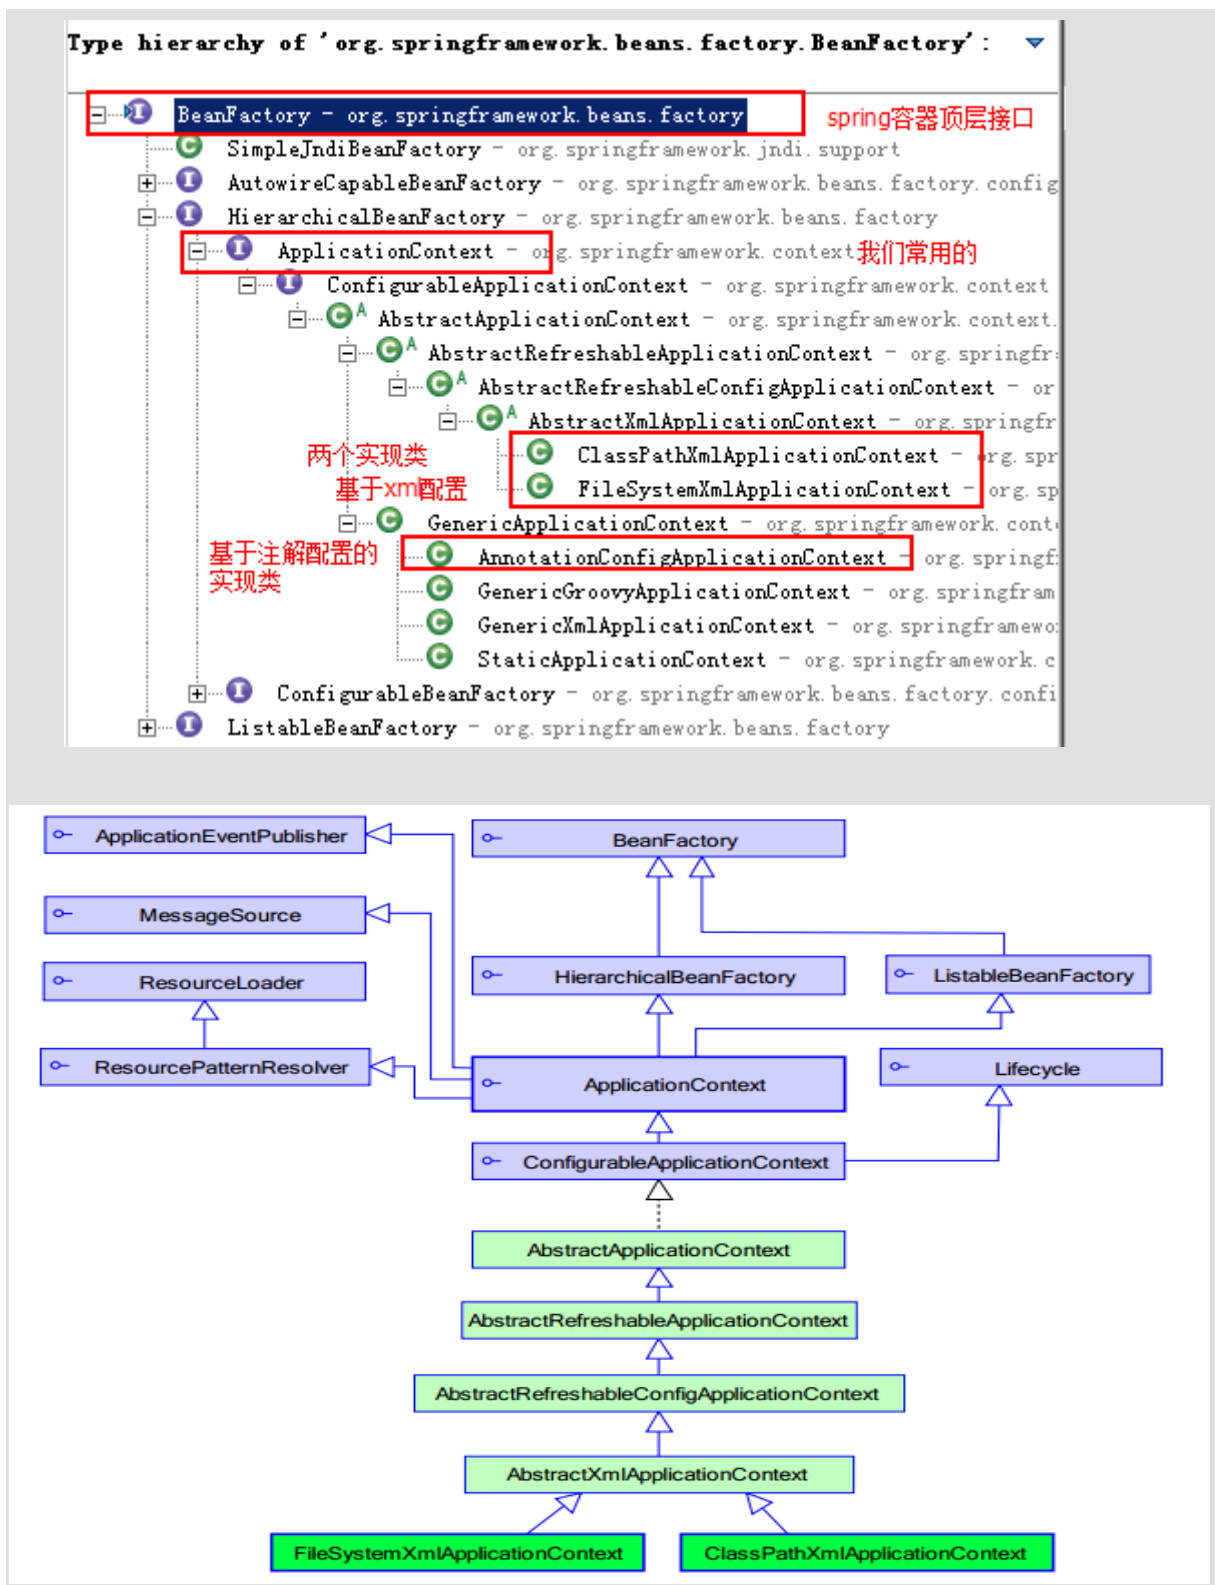 Type hierarchy of 'org.springframework.beans.factory.BeanFactory':
BeanFactory - org.springframework.beans.factory
spring容器顶层接口
SimpleJndiBeanFactory - org.springframework.jndi.support
AutowireCapableBeanFactory - org.springframework.beans.factory.config
HierarchicalBeanFactory - org.springframework.beans.factory
ApplicationContext - org.springframework.context
我们常用的
ConfigurableApplicationContext - org.springframework.context
AbstractApplicationContext - org.springframework.context.
AbstractRefreshableApplicationContext - org.springfr
AbstractRefreshableConfigApplicationContext - or
AbstractXmlApplicationContext - org.springfr
两个实现类
ClassPathXmlApplicationContext - org.spr
基于xml配置
FileSystemXmlApplicationContext - org.sp
GenericApplicationContext - org.springframework.cont
基于注解配置的
实现类
AnnotationConfigApplicationContext - org.springf
GenericGroovyApplicationContext - org.springfram
GenericXmlApplicationContext - org.springframewo
StaticApplicationContext - org.springframework.c
ConfigurableBeanFactory - org.springframework.beans.factory.confi
ListableBeanFactory - org.springframework.beans.factory
ApplicationEventPublisher
BeanFactory
MessageSource
ResourceLoader
HierarchicalBeanFactory
ListableBeanFactory
ResourcePatternResolver
ApplicationContext
Lifecycle
ConfigurableApplicationContext
AbstractApplicationContext
AbstractRefreshableApplicationContext
AbstractRefreshableConfigApplicationContext
AbstractXmlApplicationContext
FileSystemXmlApplicationContext
ClassPathXmlApplicationContext